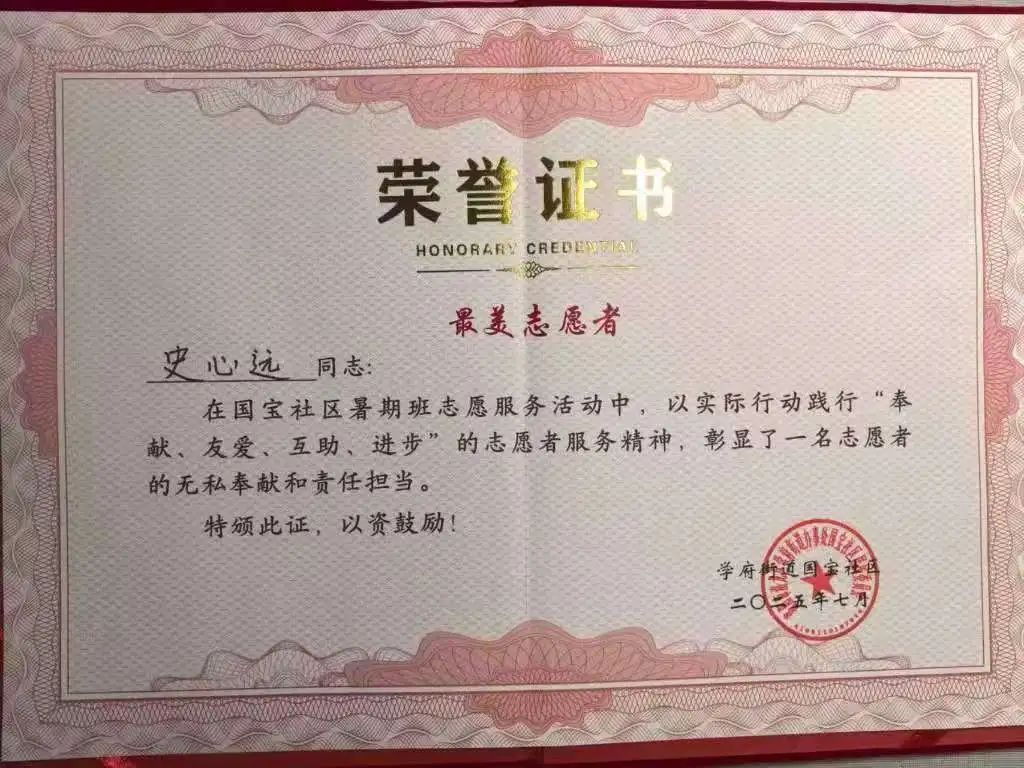 荣誉证书
HONORARY CREDENTIAL
最美志愿者
史心远 同志:
在国宝社区暑期班志愿服务活动中，以实际行动践行“奉
献、友爱、互助、进步”的志愿者服务精神，彰显了一名志愿者
的无私奉献和责任担当。
特颁此证，以资鼓励！
学府街道国宝社区
二〇二五年七月